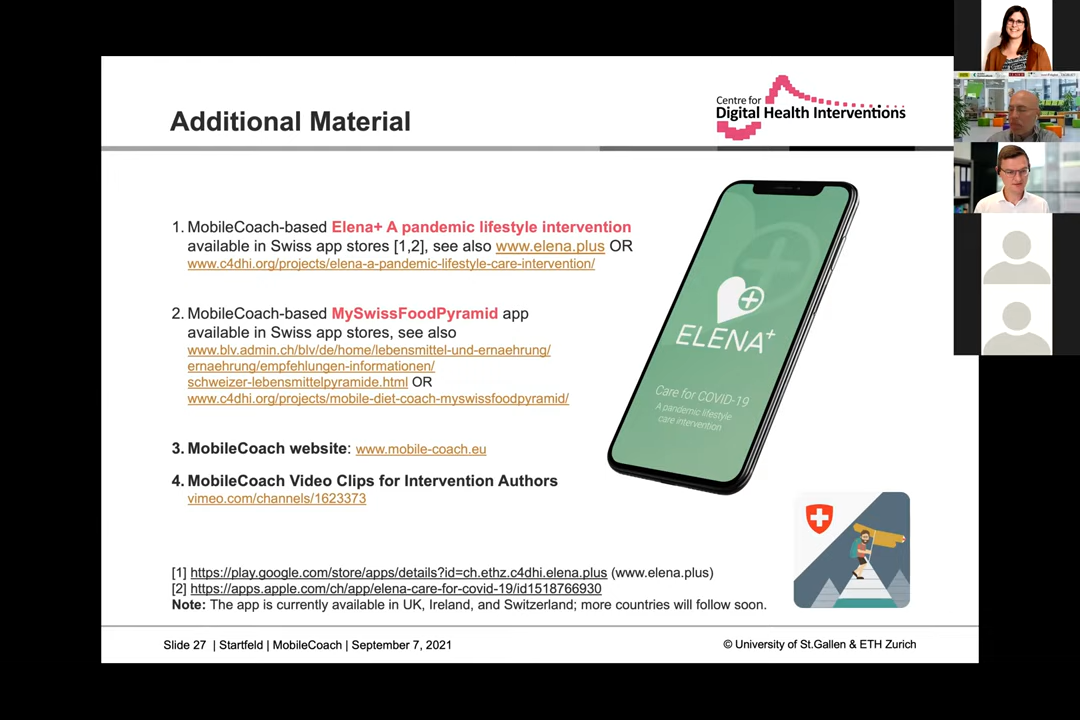 Additional Material
Centre for
Digital Health Interventions
1. MobileCoach-based Elena+ A pandemic lifestyle intervention
available in Swiss app stores [1,2], see also www.elena.plus OR
www.c4dhi.org/projects/elena-a-pandemic-lifestyle-care-intervention/
2. MobileCoach-based MySwissFoodPyramid app
available in Swiss app stores, see also
www.blv.admin.ch/blv/de/home/lebensmittel-und-ernaehrung/
ernaehrung/empfehlungen-informationen/
schweizer-lebensmittelpyramide.html OR
www.c4dhi.org/projects/mobile-diet-coach-myswissfoodpyramid/
3. MobileCoach website: www.mobile-coach.eu
4. MobileCoach Video Clips for Intervention Authors
vimeo.com/channels/1623373
ELENA+
Care for COVID-19
A pandemic lifestyle
care intervention
[1] https://play.google.com/store/apps/details?id=ch.ethz.c4dhi.elena.plus (www.elena.plus)
[2] https://apps.apple.com/ch/app/elena-care-for-covid-19/id1518766930
Note: The app is currently available in UK, Ireland, and Switzerland; more countries will follow soon.
Slide 27 | Startfeld | MobileCoach | September 7, 2021
© University of St.Gallen & ETH Zurich